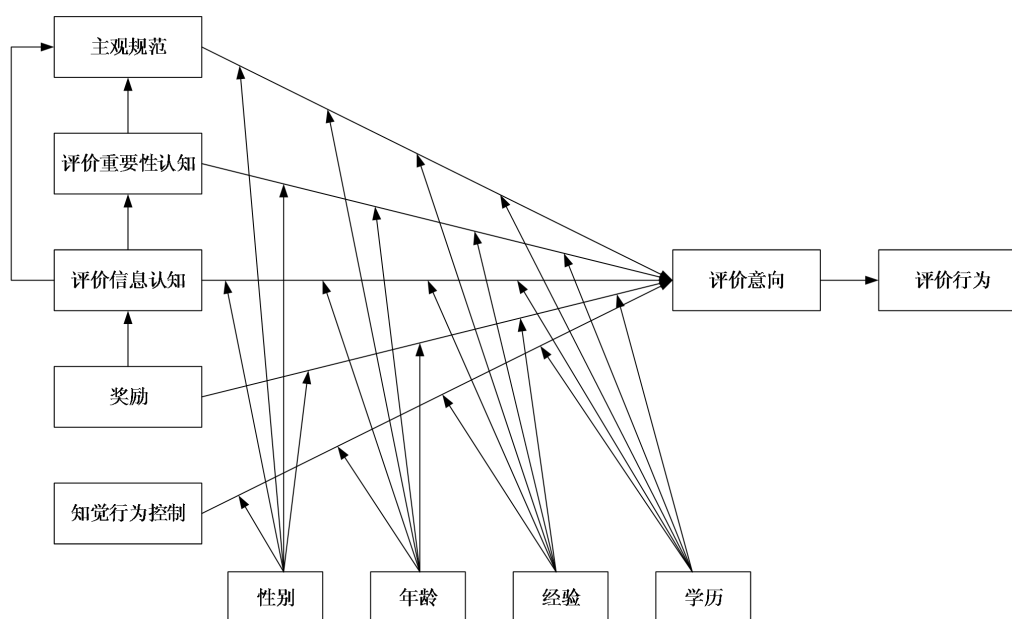 主观规范
评价重要性认知
评价信息认知
评价意向
评价行为
奖励
知觉行为控制
性别
年龄
经验
学历